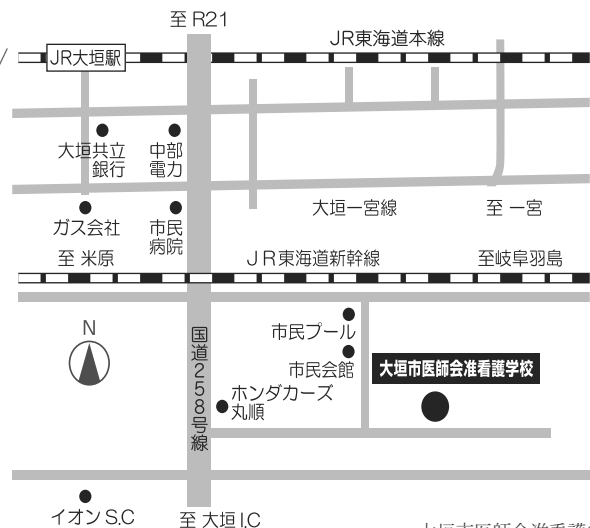 至 R21
JR東海道本線
JR大垣駅
大垣共立
銀行
中部
電力
大垣一宮線
至 一宮
ガス会社
市民
病院
至 米原
JR東海道新幹線
至岐阜羽島
N
国道258号線
市民プール
市民会館
大垣市医師会准看護学校
ホンダカーズ
丸順
イオン S.C
至 大垣 I.C